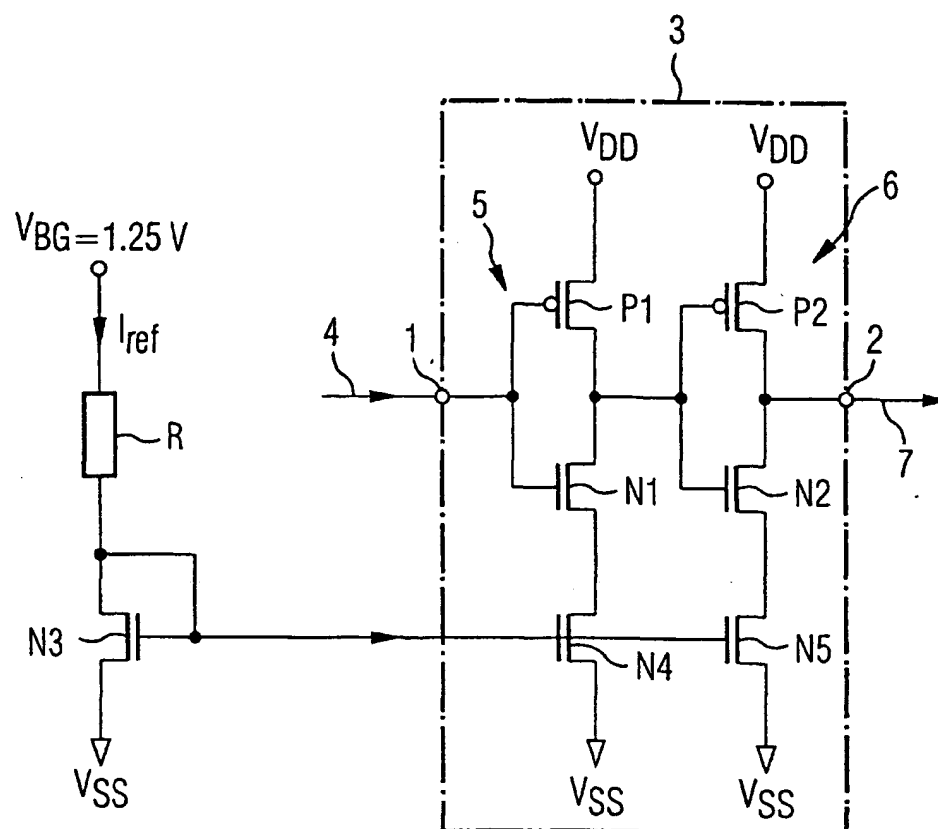 3
V_DD V_DD
4 1 5 6
V_BG = 1.25 V
I_ref
P1 P2
2
R
N1 N2
7
N3
N4 N5
V_SS V_SS V_SS